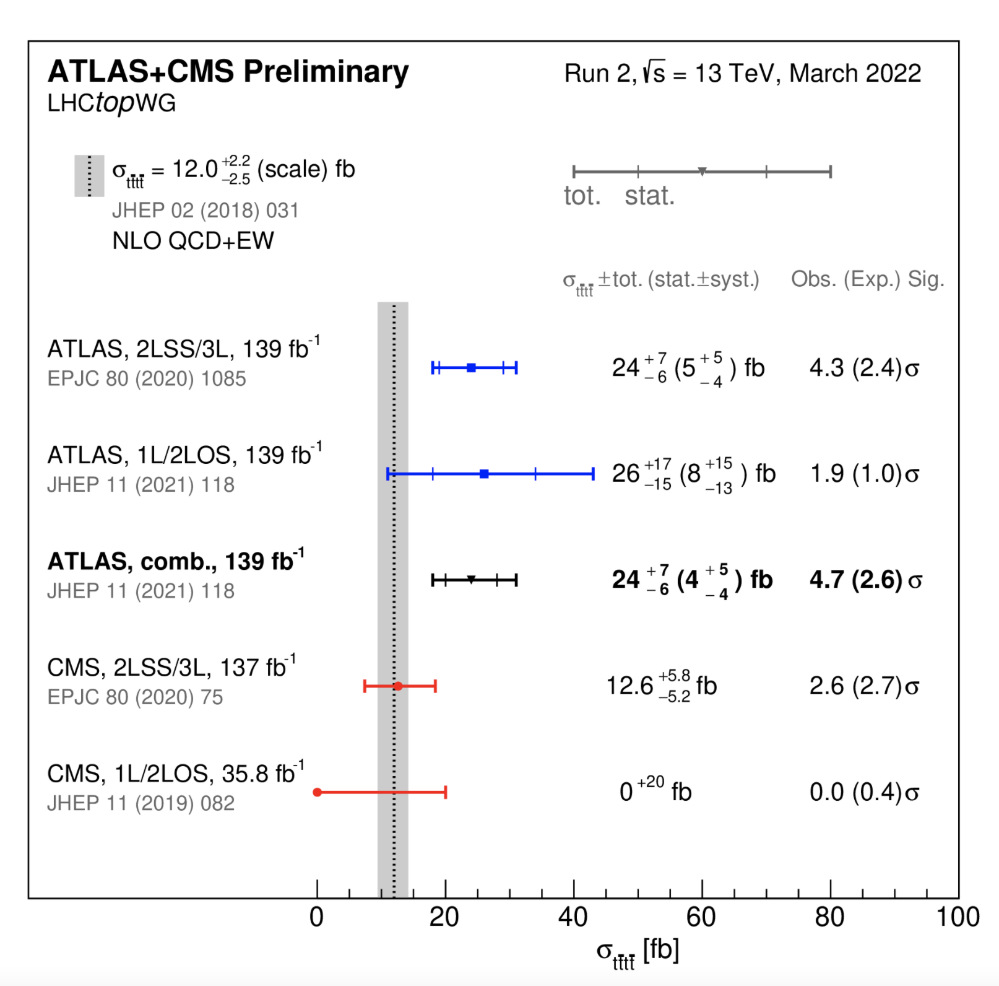 ATLAS+CMS Preliminary
LHCtopWG
Run 2, √s = 13 TeV, March 2022
σ_{tt̄tt̄} = 12.0 ^{+2.2}_{−2.5} (scale) fb
JHEP 02 (2018) 031
NLO QCD+EW
tot. stat.
σ_{tt̄tt̄} ±tot. (stat.±syst.) Obs. (Exp.) Sig.
ATLAS, 2LSS/3L, 139 fb^{-1}
EPJC 80 (2020) 1085
24 ^{+7}_{−6} (5 ^{+5}_{−4}) fb 4.3 (2.4) σ
ATLAS, 1L/2LOS, 139 fb^{-1}
JHEP 11 (2021) 118
26 ^{+17}_{−15} (8 ^{+15}_{−13}) fb 1.9 (1.0) σ
ATLAS, comb., 139 fb^{-1}
JHEP 11 (2021) 118
24 ^{+7}_{−6} (4 ^{+5}_{−4}) fb 4.7 (2.6) σ
CMS, 2LSS/3L, 137 fb^{-1}
EPJC 80 (2020) 75
12.6 ^{+5.8}_{−5.2} fb 2.6 (2.7) σ
CMS, 1L/2LOS, 35.8 fb^{-1}
JHEP 11 (2019) 082
0 ^{+20} fb 0.0 (0.4) σ
0 20 40 60 80 100
σ_{tt̄tt̄} [fb]